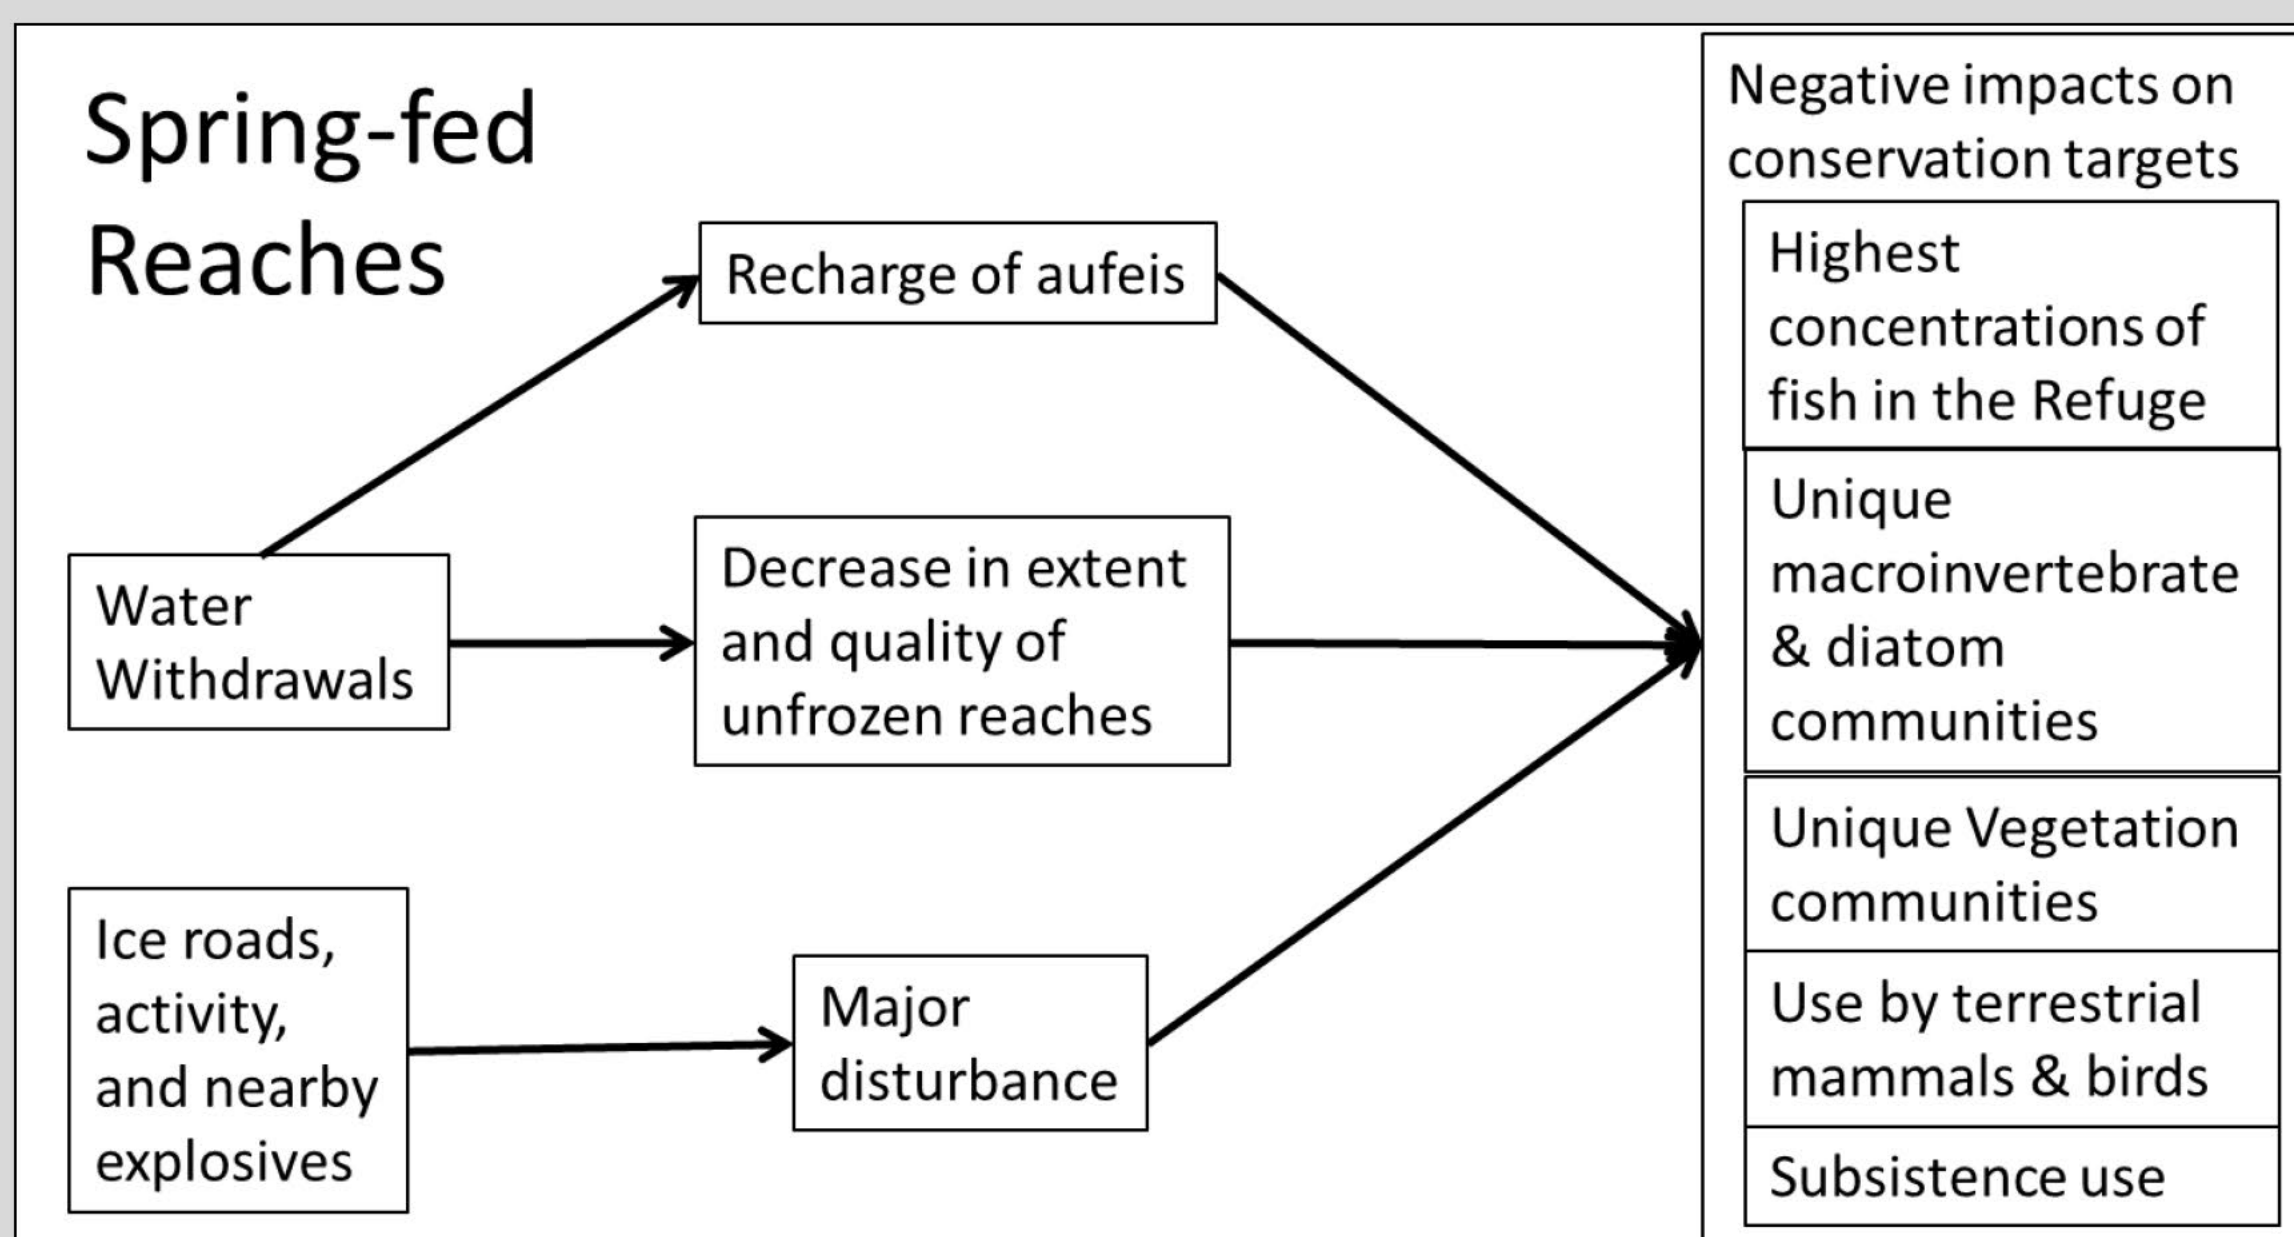 Spring-fed
Reaches
Recharge of aufeis
Water
Withdrawals
Decrease in extent
and quality of
unfrozen reaches
Ice roads,
activity,
and nearby
explosives
Major
disturbance
Negative impacts on
conservation targets
Highest
concentrations of
fish in the Refuge
Unique
macroinvertebrate
& diatom
communities
Unique Vegetation
communities
Use by terrestrial
mammals & birds
Subsistence use